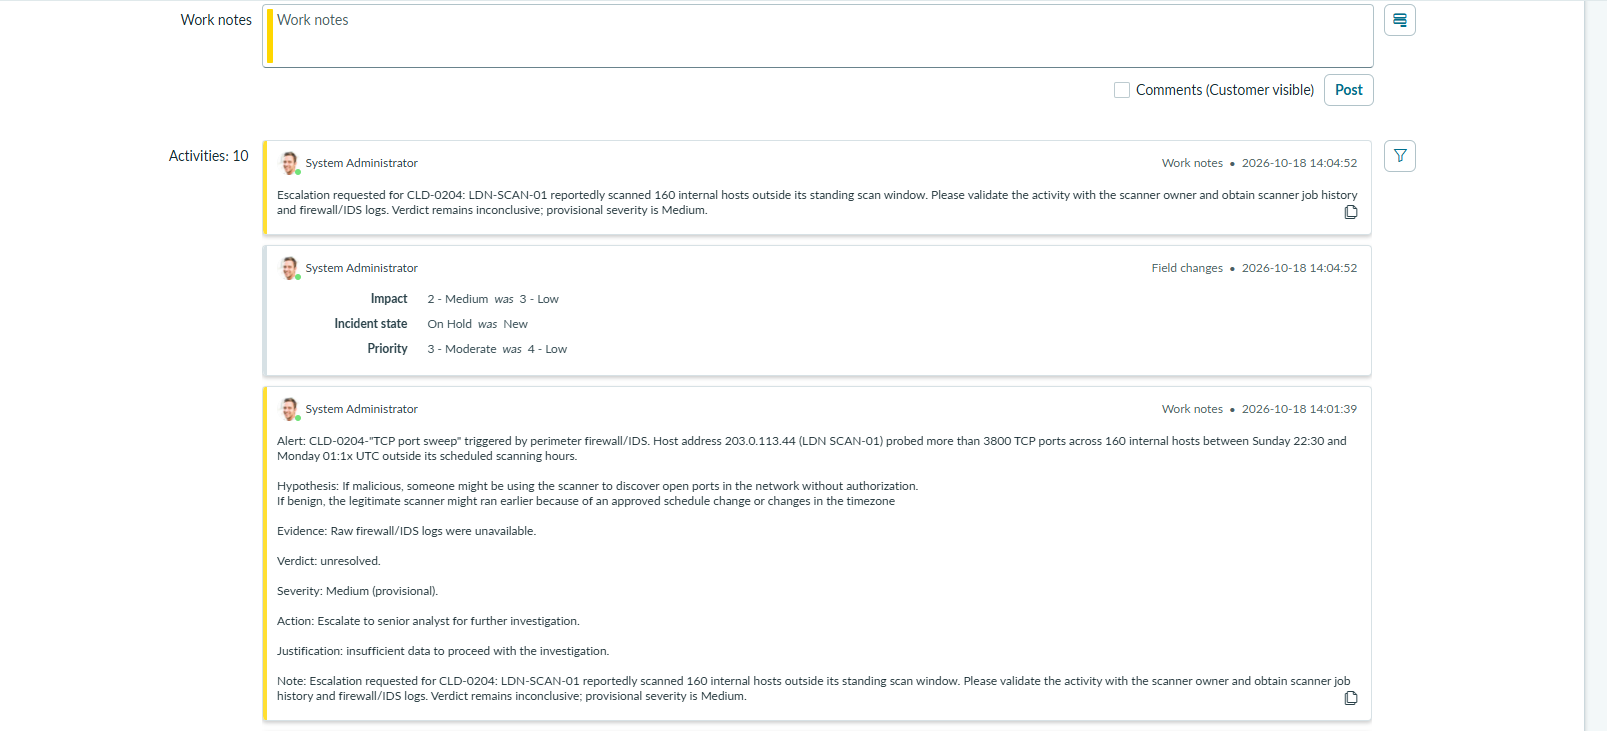 Work notes
Work notes
Comments (Customer visible)
Post
Activities: 10
System Administrator
Work notes • 2026-10-18 14:04:52
Escalation requested for CLD-0204: LDN-SCAN-01 reportedly scanned 160 internal hosts outside its standing scan window. Please validate the activity with the scanner owner and obtain scanner job history
and firewall/IDS logs. Verdict remains inconclusive; provisional severity is Medium.
System Administrator
Field changes • 2026-10-18 14:04:52
Impact 2 - Medium was 3 - Low
Incident state On Hold was New
Priority 3 - Moderate was 4 - Low
System Administrator
Work notes • 2026-10-18 14:01:39
Alert: CLD-0204-"TCP port sweep" triggered by perimeter firewall/IDS. Host address 203.0.113.44 (LDN SCAN-01) probed more than 3800 TCP ports across 160 internal hosts between Sunday 22:30 and
Monday 01:1x UTC outside its scheduled scanning hours.
Hypothesis: If malicious, someone might be using the scanner to discover open ports in the network without authorization.
If benign, the legitimate scanner might ran earlier because of an approved schedule change or changes in the timezone
Evidence: Raw firewall/IDS logs were unavailable.
Verdict: unresolved.
Severity: Medium (provisional).
Action: Escalate to senior analyst for further investigation.
Justification: insufficient data to proceed with the investigation.
Note: Escalation requested for CLD-0204: LDN-SCAN-01 reportedly scanned 160 internal hosts outside its standing scan window. Please validate the activity with the scanner owner and obtain scanner job
history and firewall/IDS logs. Verdict remains inconclusive; provisional severity is Medium.